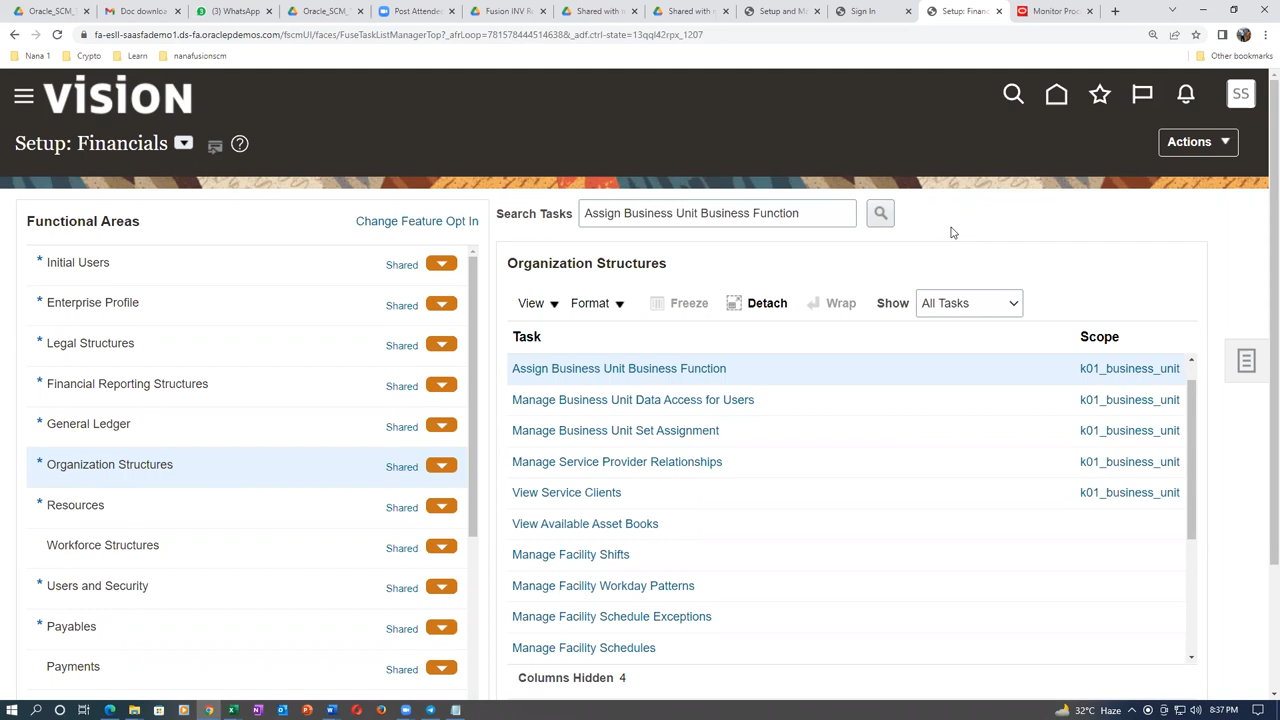 Oracle_SCM_
Doc downloa
(3) WhatsApp
Oracle_SCM_
Post Attende
Fusion INV Re
Shared with
Shared with
Setup and M
Sign In
Setup: Financ
Monitor Proc
fa-esll-saasfademo1.ds-fa.oraclepdemos.com/fscmUI/faces/FuseTaskListManagerTop?_afrLoop=78157844514638&_adf.ctrl-state=13qql42rpx_1207
Nana 1
Crypto
Learn
nanafusionscm
Other bookmarks
VISION
SS
Setup: Financials
Actions
Functional Areas
Change Feature Opt In
* Initial Users Shared
* Enterprise Profile Shared
* Legal Structures Shared
* Financial Reporting Structures Shared
* General Ledger Shared
* Organization Structures Shared
* Resources Shared
Workforce Structures Shared
* Users and Security Shared
* Payables Shared
Payments Shared
Search Tasks Assign Business Unit Business Function
Organization Structures
View Format Freeze Detach Wrap Show All Tasks
Task Scope
Assign Business Unit Business Function k01_business_unit
Manage Business Unit Data Access for Users k01_business_unit
Manage Business Unit Set Assignment k01_business_unit
Manage Service Provider Relationships k01_business_unit
View Service Clients k01_business_unit
View Available Asset Books
Manage Facility Shifts
Manage Facility Workday Patterns
Manage Facility Schedule Exceptions
Manage Facility Schedules
Columns Hidden 4
32°C Haze
8:37 PM